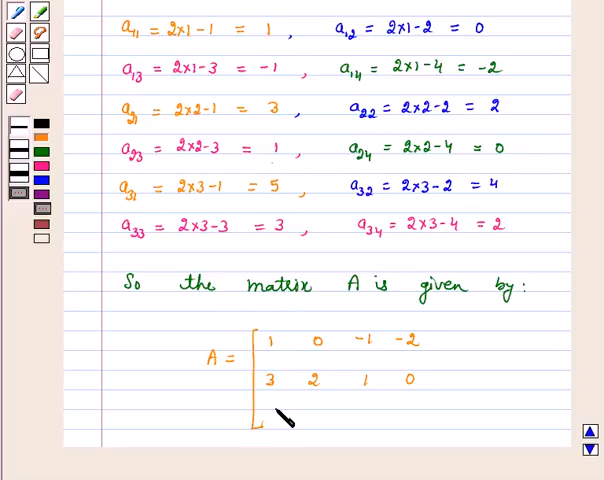 a₁₁ = 2×1-1 = 1 , a₁₂ = 2×1-2 = 0
a₁₃ = 2×1-3 = -1 , a₁₄ = 2×1-4 = -2
a₂₁ = 2×2-1 = 3 , a₂₂ = 2×2-2 = 2
a₂₃ = 2×2-3 = 1 , a₂₄ = 2×2-4 = 0
a₃₁ = 2×3-1 = 5 , a₃₂ = 2×3-2 = 4
a₃₃ = 2×3-3 = 3 , a₃₄ = 2×3-4 = 2
So the matrix A is given by:
A = [ 1 0 -1 -2
3 2 1 0